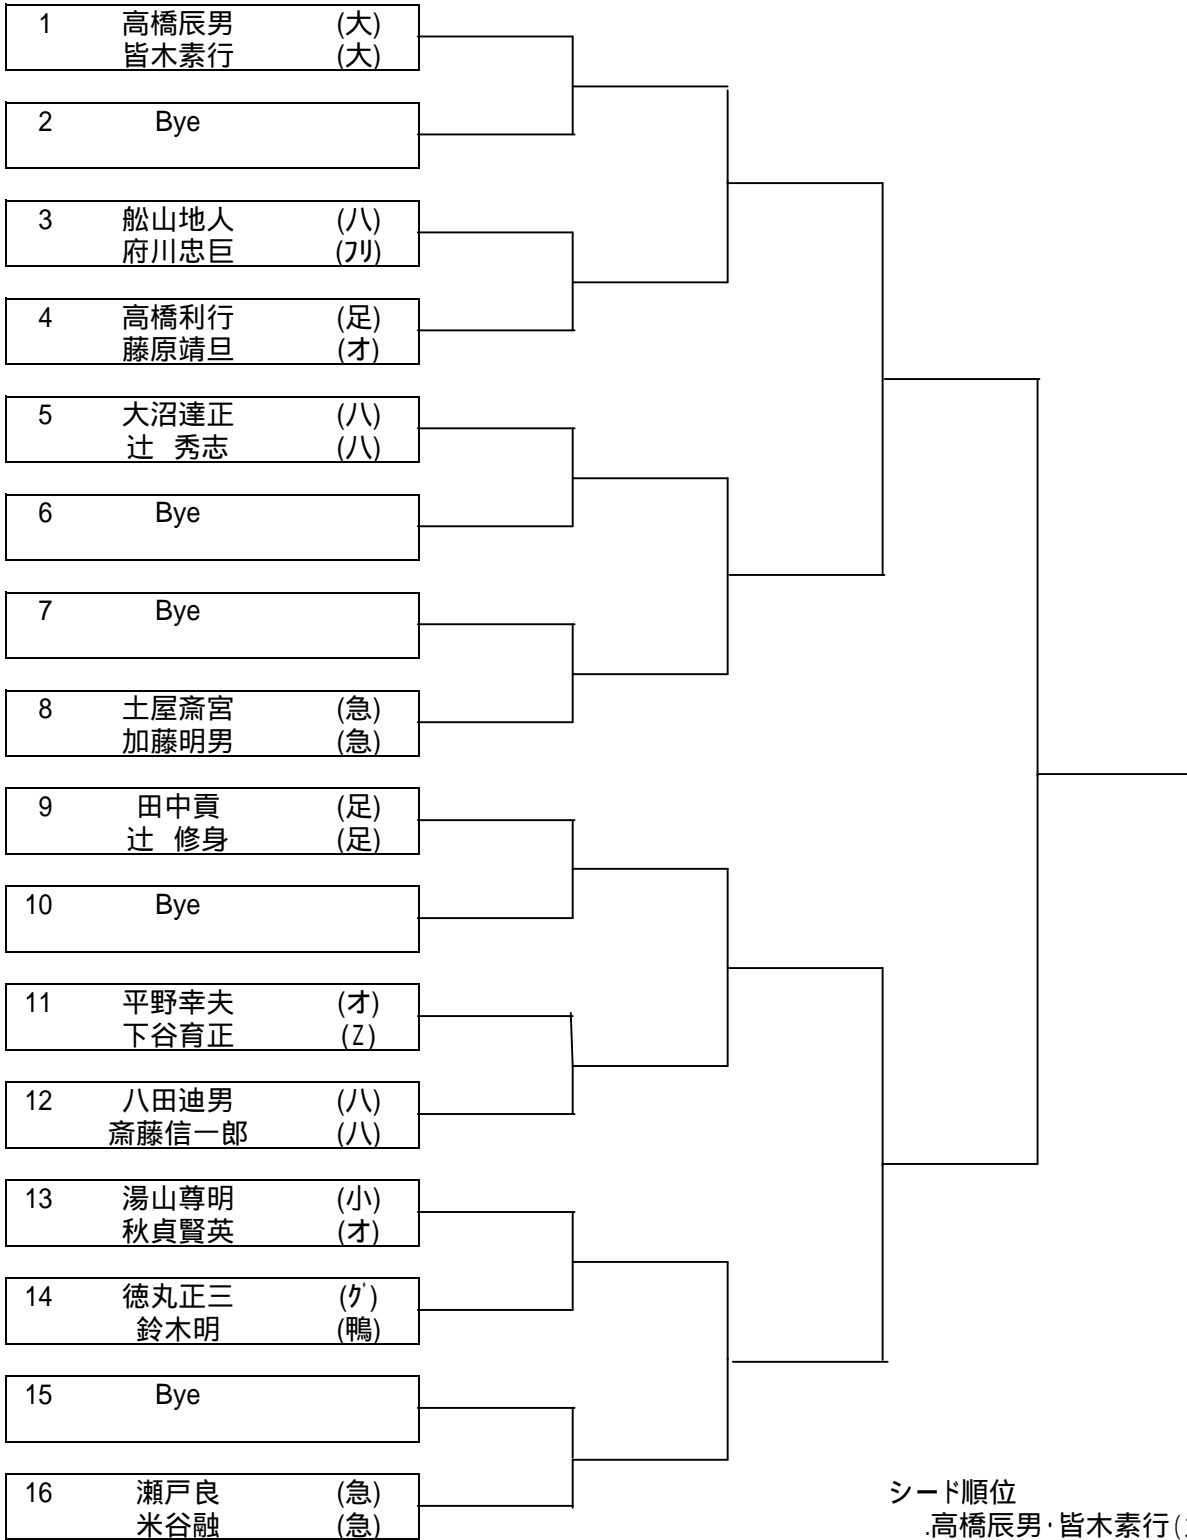 1 高橋辰男 (大)
皆木素行 (大)
2 Bye
3 舩山地人 (八)
府川忠巨 (フリ)
4 高橋利行 (足)
藤原靖旦 (オ)
5 大沼達正 (八)
辻 秀志 (八)
6 Bye
7 Bye
8 土屋斎宮 (急)
加藤明男 (急)
9 田中貢 (足)
辻 修身 (足)
10 Bye
11 平野幸夫 (オ)
下谷育正 (Z)
12 八田迪男 (八)
斎藤信一郎 (八)
13 湯山尊明 (小)
秋貞賢英 (オ)
14 徳丸正三 (グ)
鈴木明 (鴨)
15 Bye
16 瀬戸良 (急)
米谷融 (急)
シード順位
.高橋辰男・皆木素行(